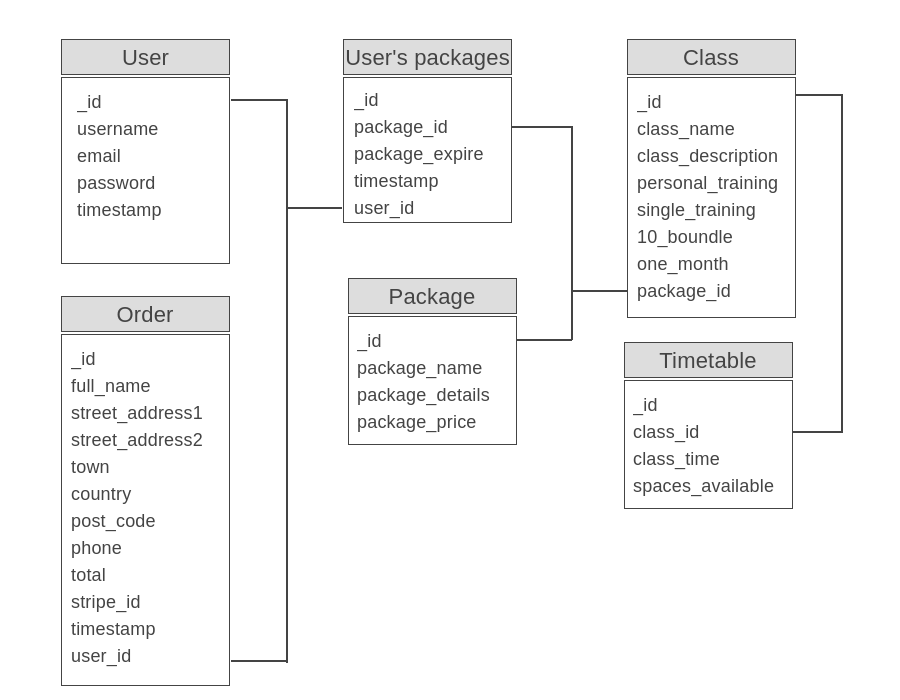 User
_id
username
email
password
timestamp
Order
_id
full_name
street_address1
street_address2
town
country
post_code
phone
total
stripe_id
timestamp
user_id
User's packages
_id
package_id
package_expire
timestamp
user_id
Package
_id
package_name
package_details
package_price
Class
_id
class_name
class_description
personal_training
single_training
10_boundle
one_month
package_id
Timetable
_id
class_id
class_time
spaces_available